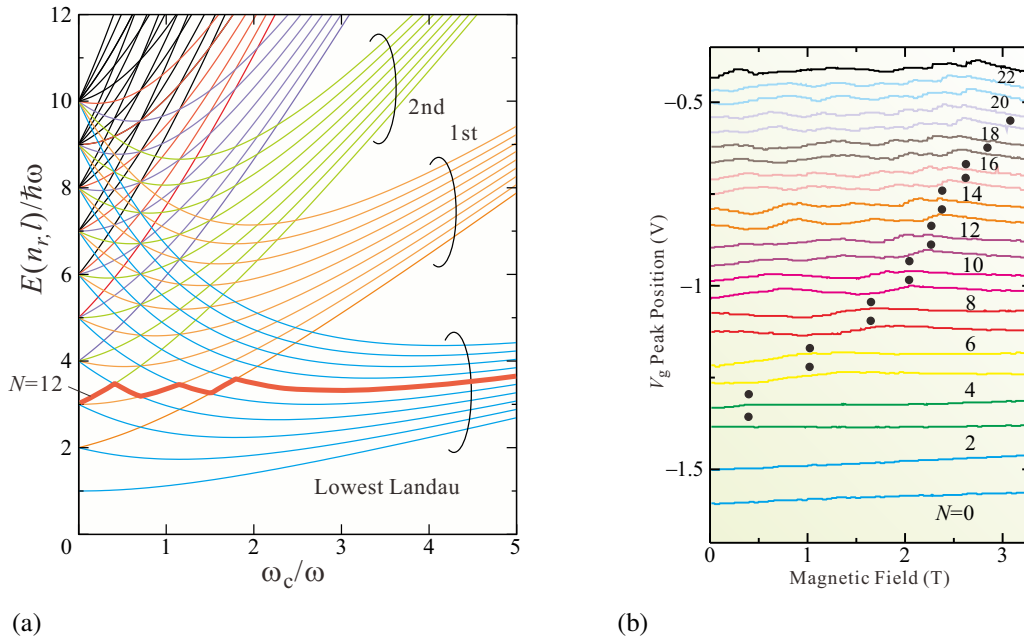 12
10
8
6
4
2
0
E(n_r, l)/ħω
2nd
1st
N=12
Lowest Landau
0 1 2 3 4 5
ω_c/ω
(a)
−0.5
−1
−1.5
V_g Peak Position (V)
22
20
18
16
14
12
10
8
6
4
2
N=0
0 1 2 3
Magnetic Field (T)
(b)